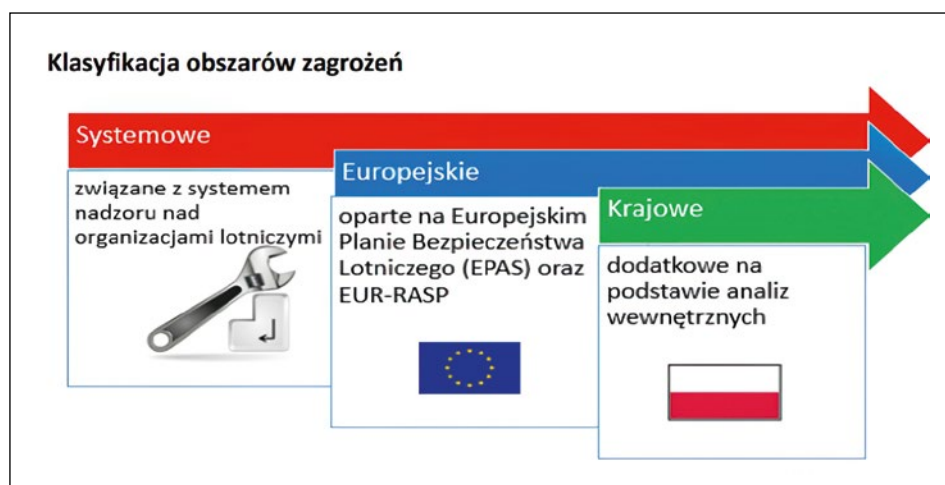 Klasyfikacja obszarów zagrożeń
Systemowe
związane z systemem
nadzoru nad
organizacjami lotniczymi
Europejskie
oparte na Europejskim
Planie Bezpieczeństwa
Lotniczego (EPAS) oraz
EUR-RASP
Krajowe
dodatkowe na
podstawie analiz
wewnętrznych